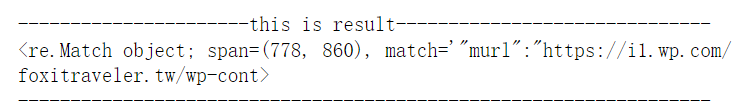 ----------------------this is result------------------------------
<re.Match object; span=(778, 860), match='"murl":"https://i1.wp.com/
foxitraveler.tw/wp-cont>
------------------------------------------------------------------